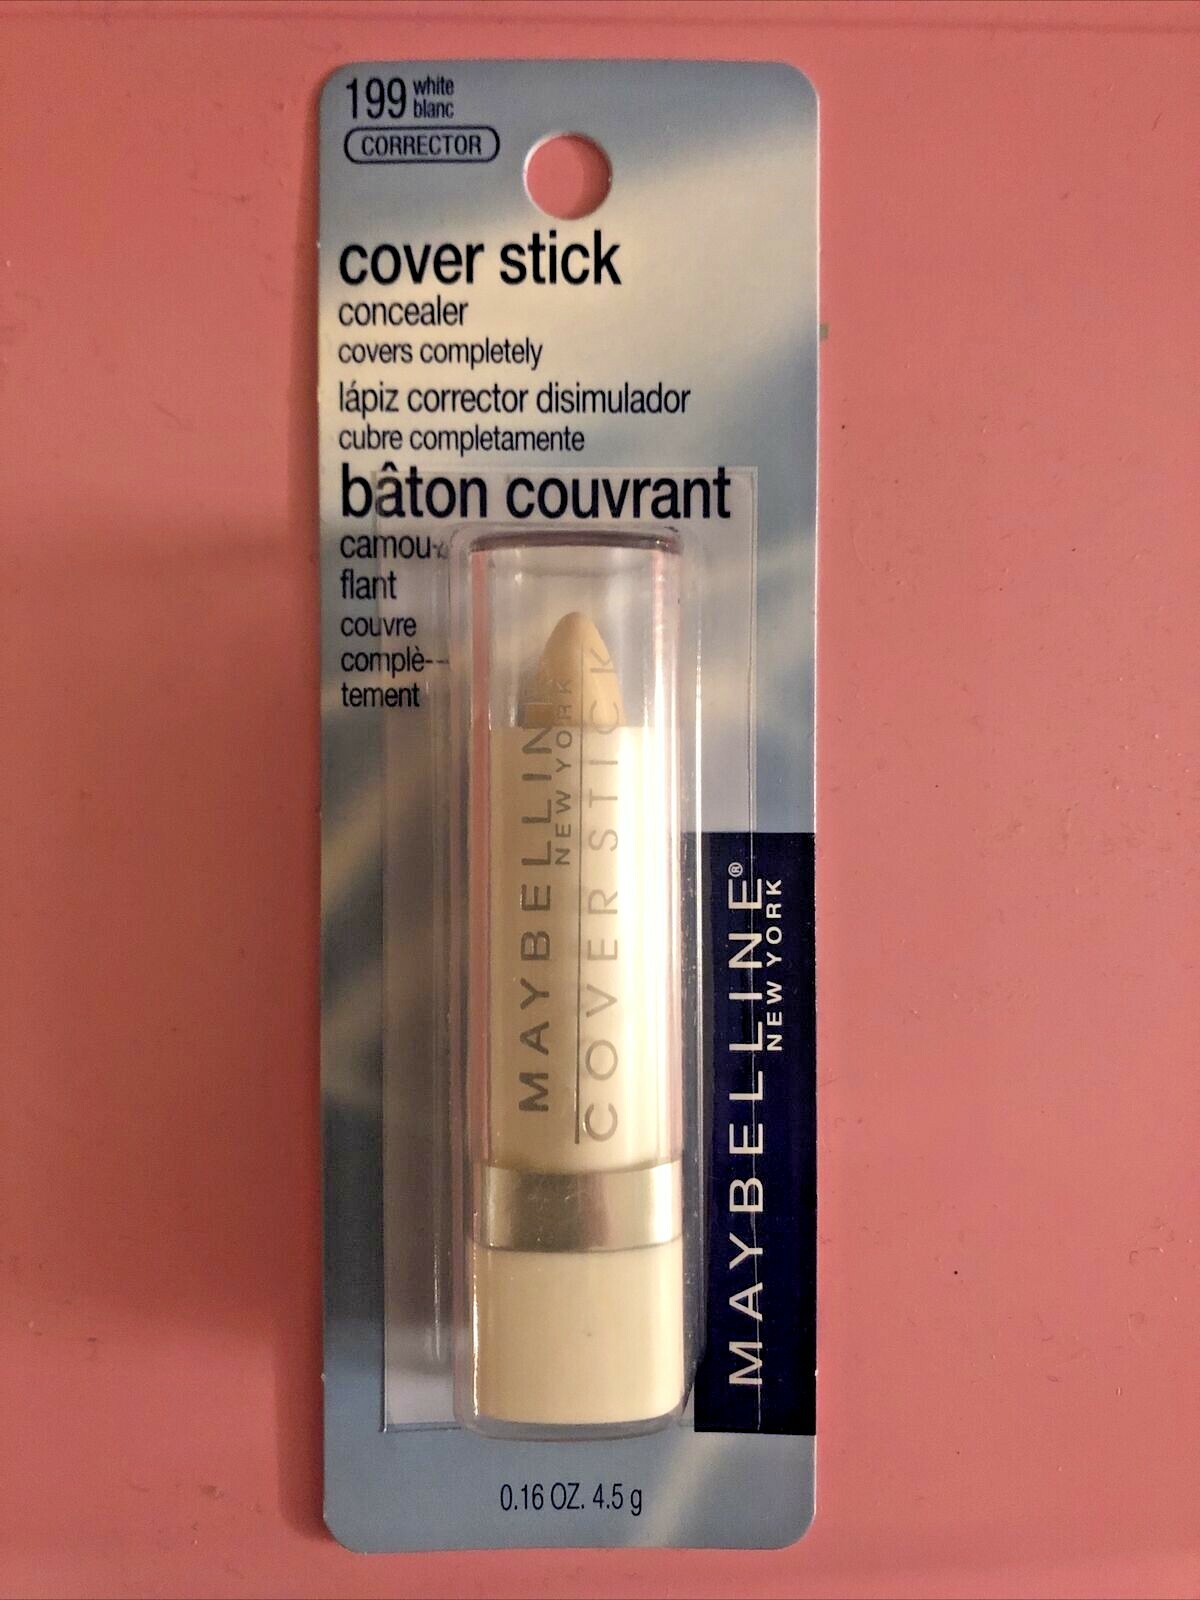 199 white
blanc
CORRECTOR
cover stick
concealer
covers completely
lápiz corrector disimulador
cubre completamente
bâton couvrant
camou-
flant
couvre
complè-
tement
MAYBELLINE
NEW YORK
COVER STICK
MAYBELLINE®
NEW YORK
0.16 OZ. 4.5 g